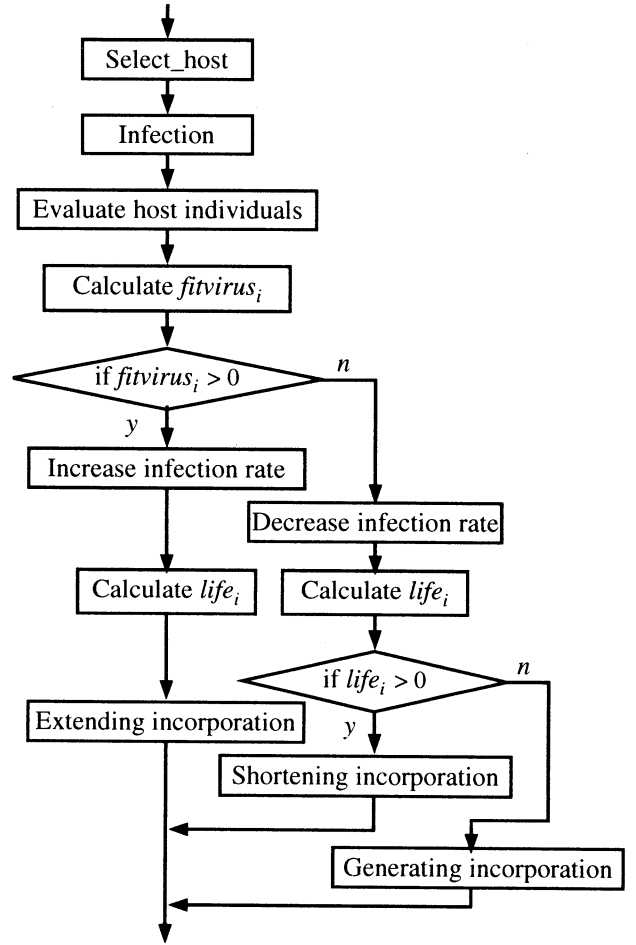 Select_host
Infection
Evaluate host individuals
Calculate fitvirus_i
if fitvirus_i > 0
n
y
Increase infection rate
Decrease infection rate
Calculate life_i
Calculate life_i
if life_i > 0
n
y
Extending incorporation
Shortening incorporation
Generating incorporation